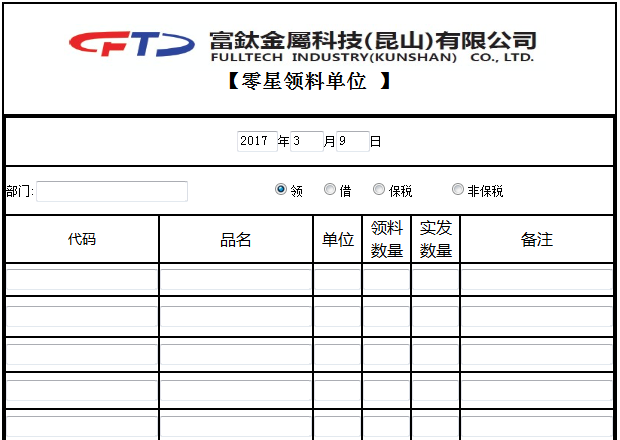 CFTD 富鈦金屬科技(昆山)有限公司
FULLTECH INDUSTRY(KUNSHAN) CO., LTD.
【零星领料单位 】
2017 年 3 月 9 日
部门: 领 借 保税 非保税
代码 品名 单位 领料数量 实发数量 备注